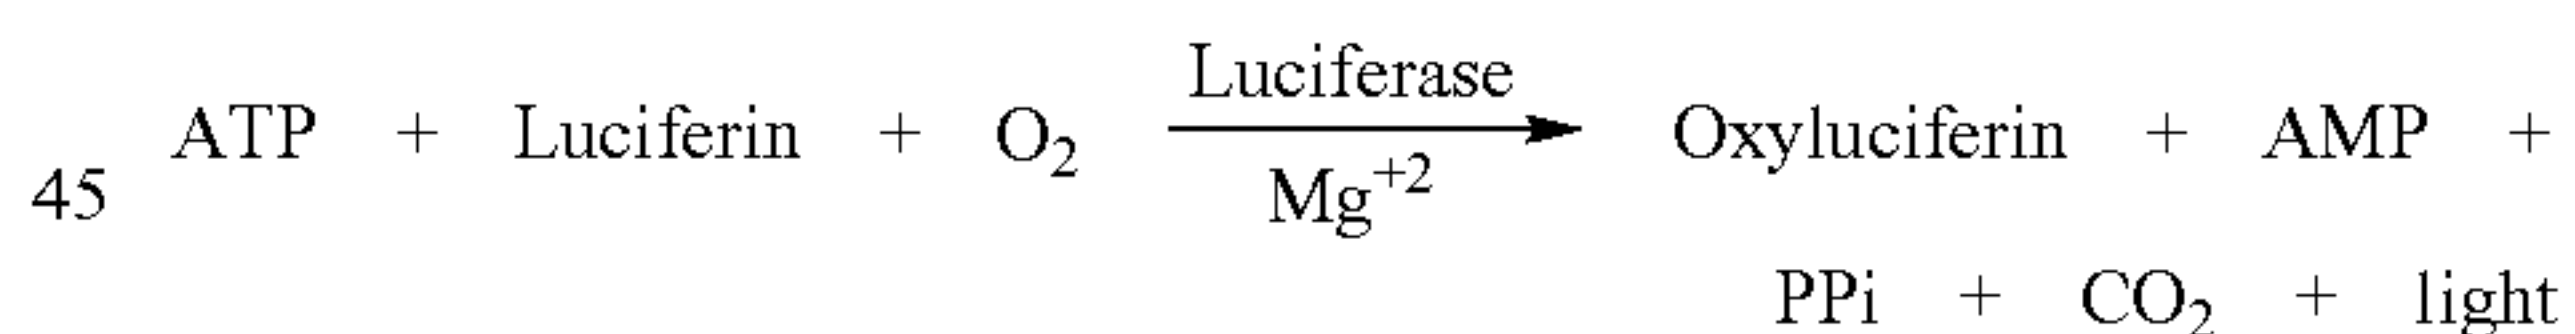 Luciferase
ATP + Luciferin + O₂ → Oxyluciferin + AMP +
45
Mg⁺²
PPi + CO₂ + light